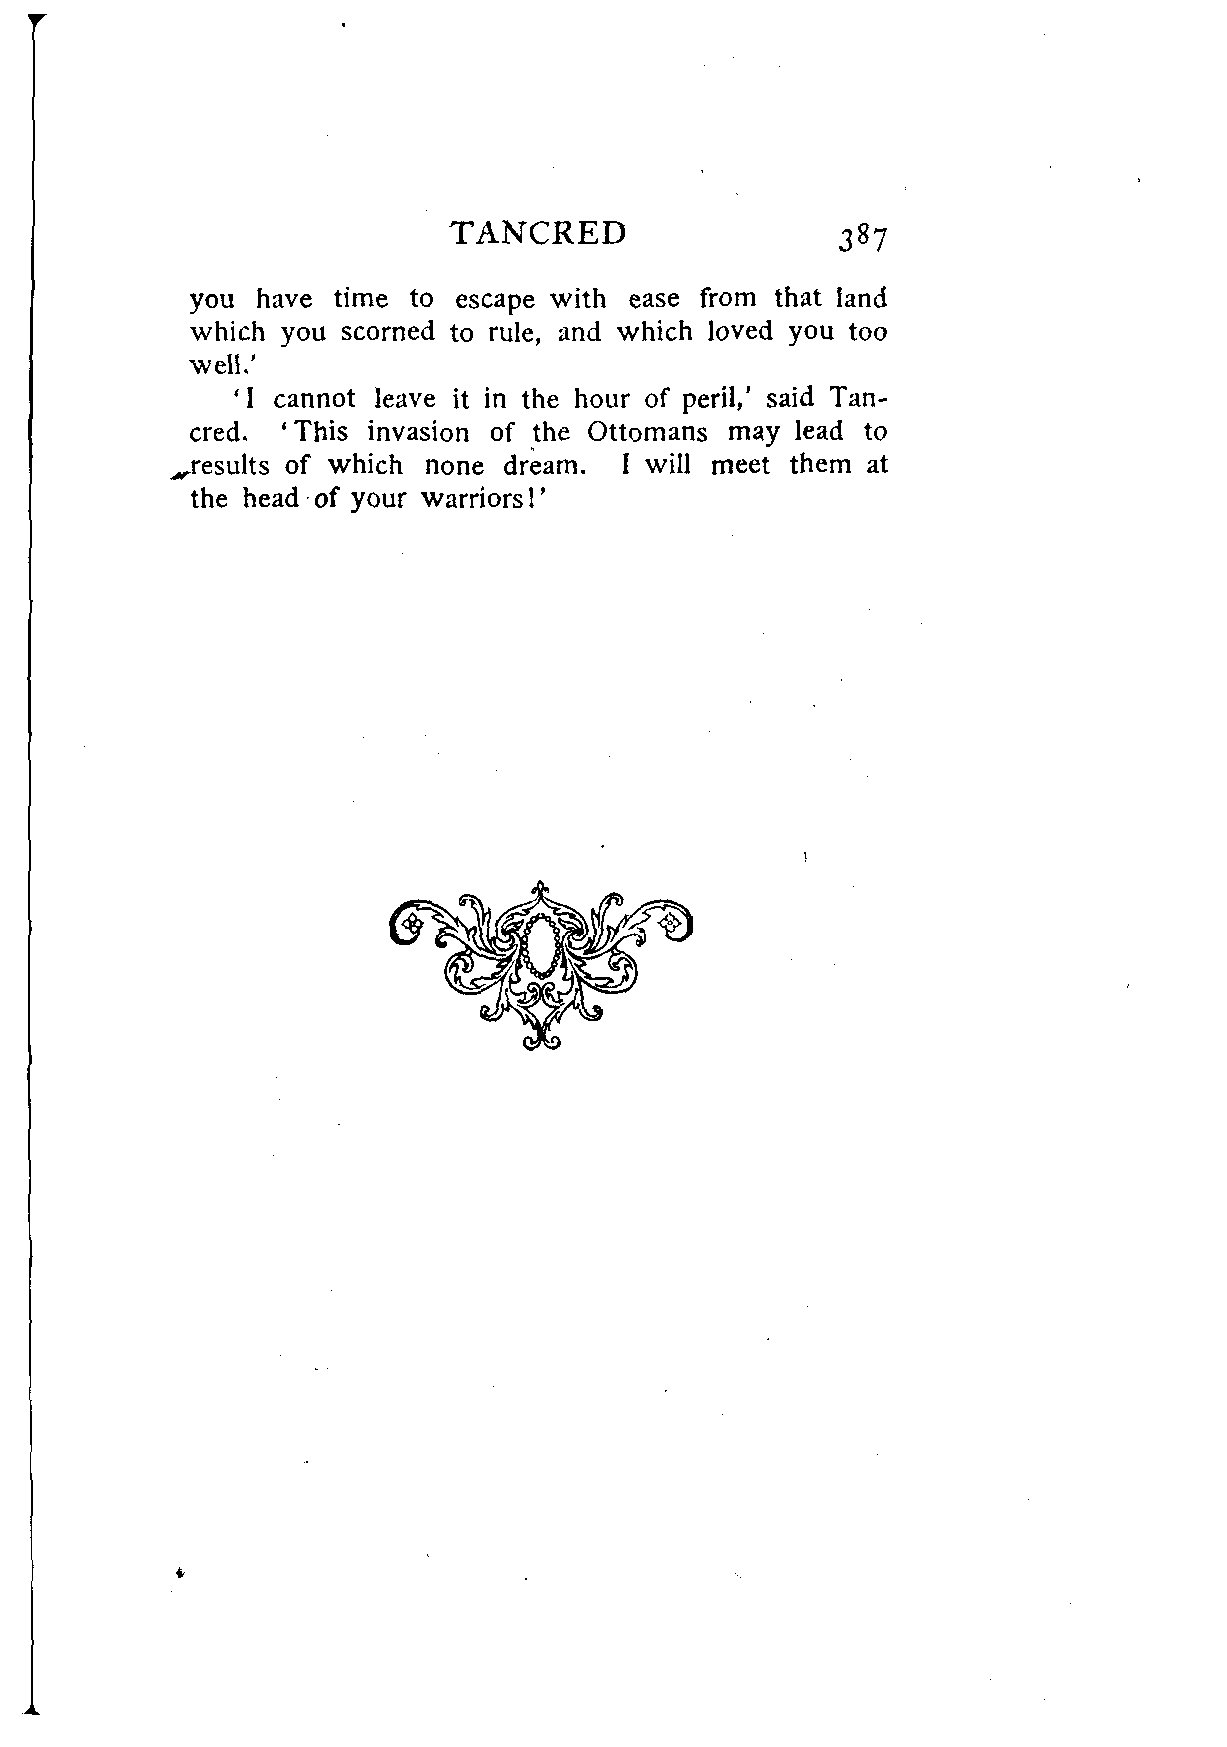 TANCRED 387
you have time to escape with ease from that land
which you scorned to rule, and which loved you too
well.'
'I cannot leave it in the hour of peril,' said Tan-
cred. 'This invasion of the Ottomans may lead to
results of which none dream. I will meet them at
the head of your warriors!'